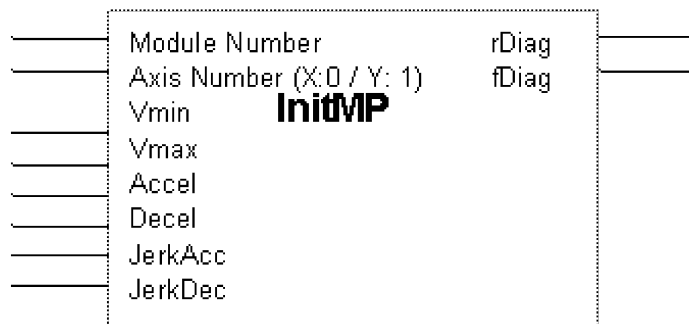 Module Number rDiag
Axis Number (X:0 / Y: 1) fDiag
Vmin InitMP
Vmax
Accel
Decel
JerkAcc
JerkDec